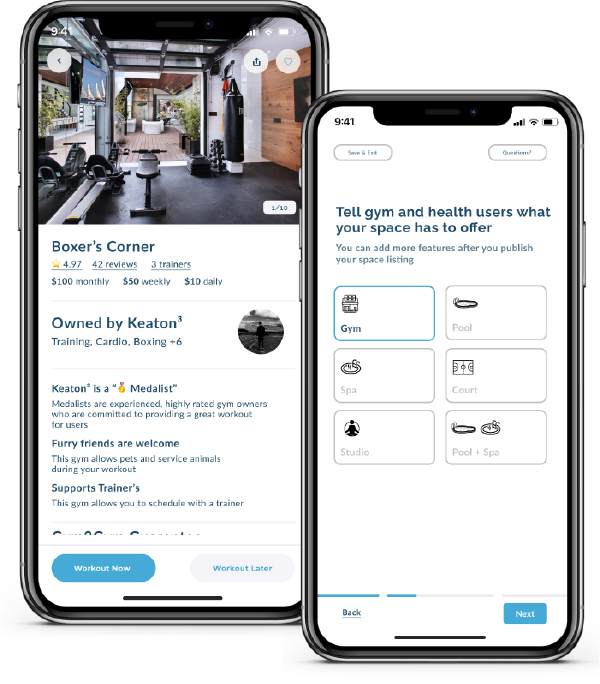 9:41
1/10
Boxer's Corner
4.97 42 reviews 3 trainers
$100 monthly $50 weekly $10 daily
Owned by Keaton³
Training, Cardio, Boxing +6
Keaton³ is a “🏅 Medalist”
Medalists are experienced, highly rated gym owners
who are committed to providing a great workout
for users
Furry friends are welcome
This gym allows pets and service animals
during your workout
Supports Trainer's
This gym allows you to schedule with a trainer
Workout Now
Workout Later
9:41
Save & Exit
Questions?
Tell gym and health users what
your space has to offer
You can add more features after you publish
your space listing
Gym
Pool
Spa
Court
Studio
Pool + Spa
Back
Next